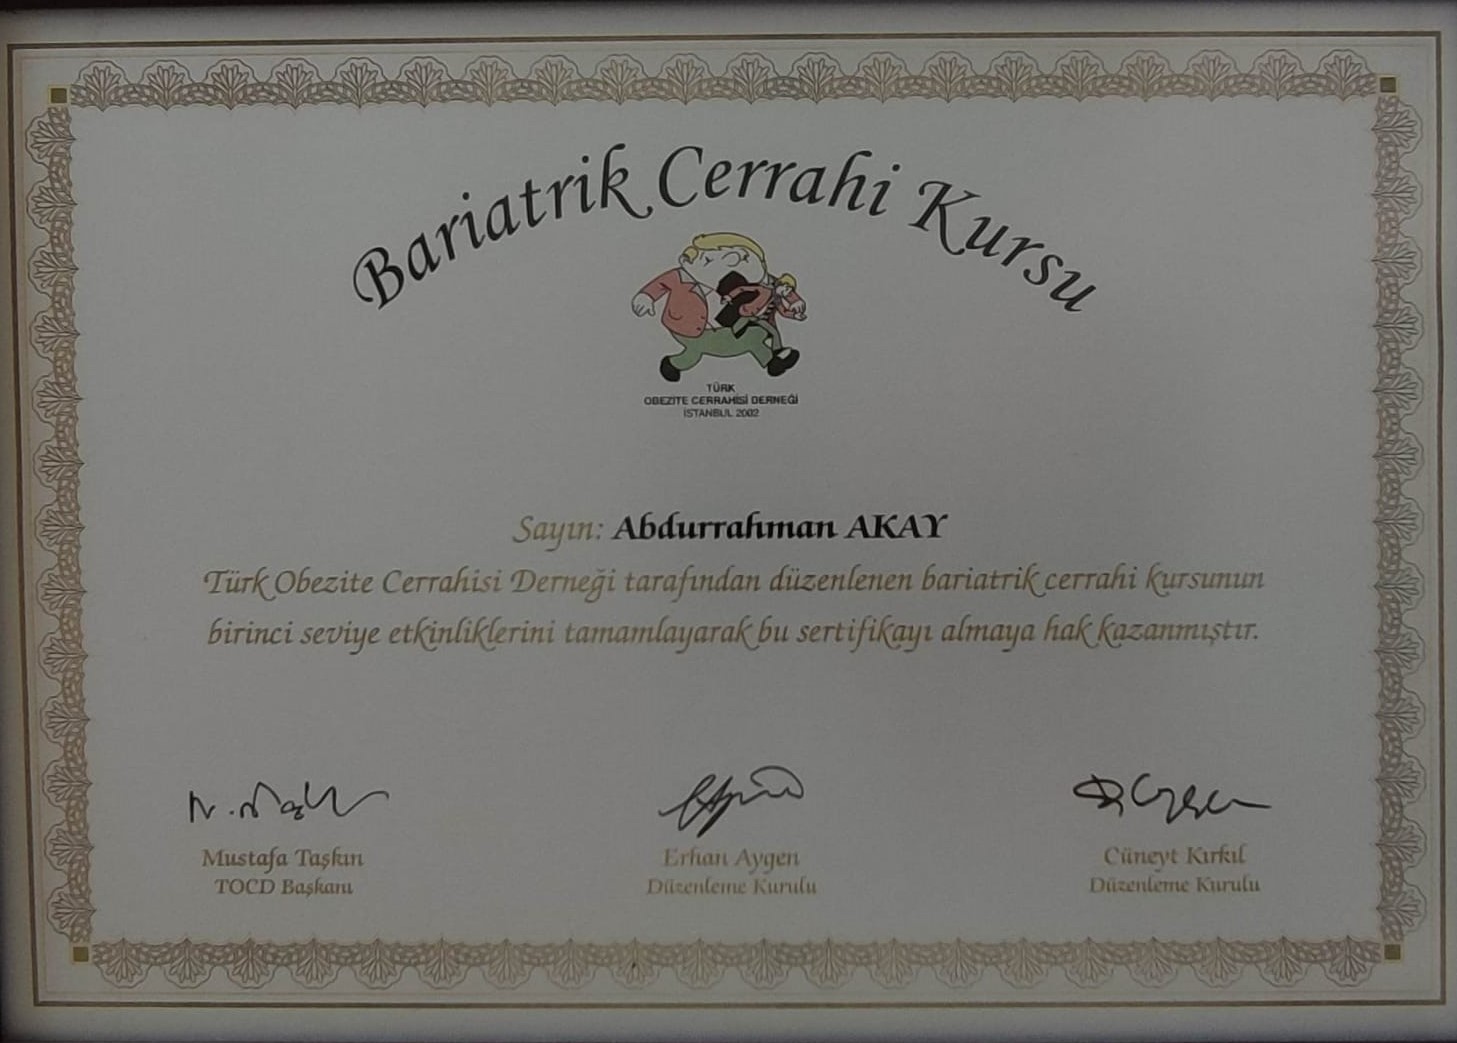 Bariatrik Cerrahi Kursu
TÜRK
OBEZITE CERRAHİSİ DERNEĞİ
İSTANBUL 2002
Sayın: Abdurrahman AKAY
Türk Obezite Cerrahisi Derneği tarafından düzenlenen bariatrik cerrahi kursunun
birinci seviye etkinliklerini tamamlayarak bu sertifikayı almaya hak kazanmıştır.
Mustafa Taşkın
TOCD Başkanı
Erhan Aygen
Düzenleme Kurulu
Cüneyt Kırkıl
Düzenleme Kurulu